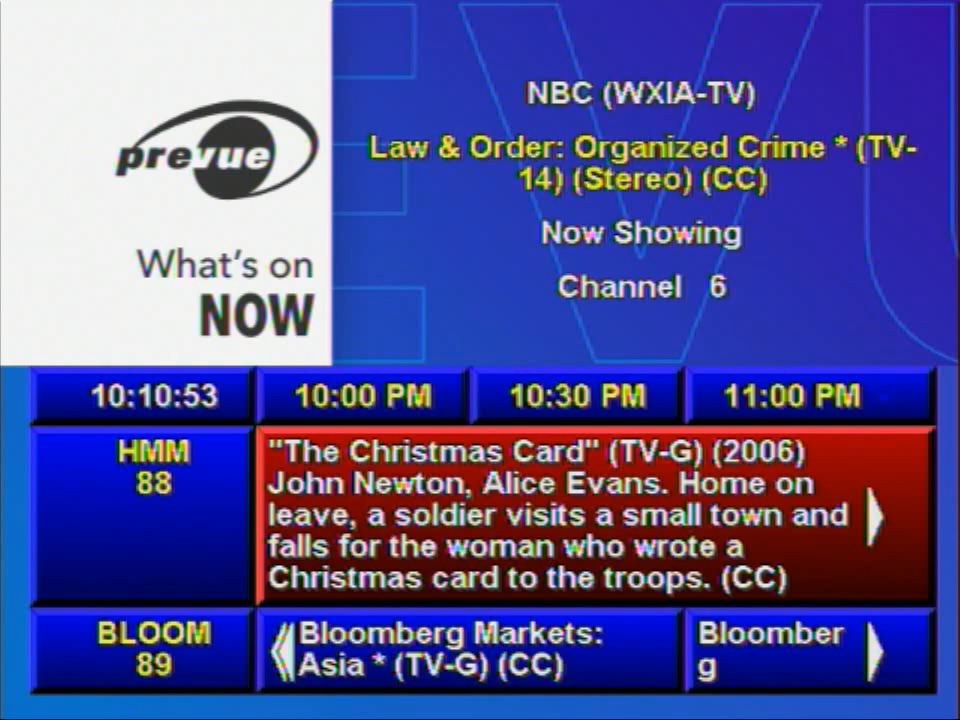 prevue
What's on
NOW
NBC (WXIA-TV)
Law & Order: Organized Crime * (TV-
14) (Stereo) (CC)
Now Showing
Channel 6
10:10:53 10:00 PM 10:30 PM 11:00 PM
HMM
88
"The Christmas Card" (TV-G) (2006)
John Newton, Alice Evans. Home on
leave, a soldier visits a small town and
falls for the woman who wrote a
Christmas card to the troops. (CC)
BLOOM
89
Bloomberg Markets:
Asia * (TV-G) (CC)
Bloomber
g